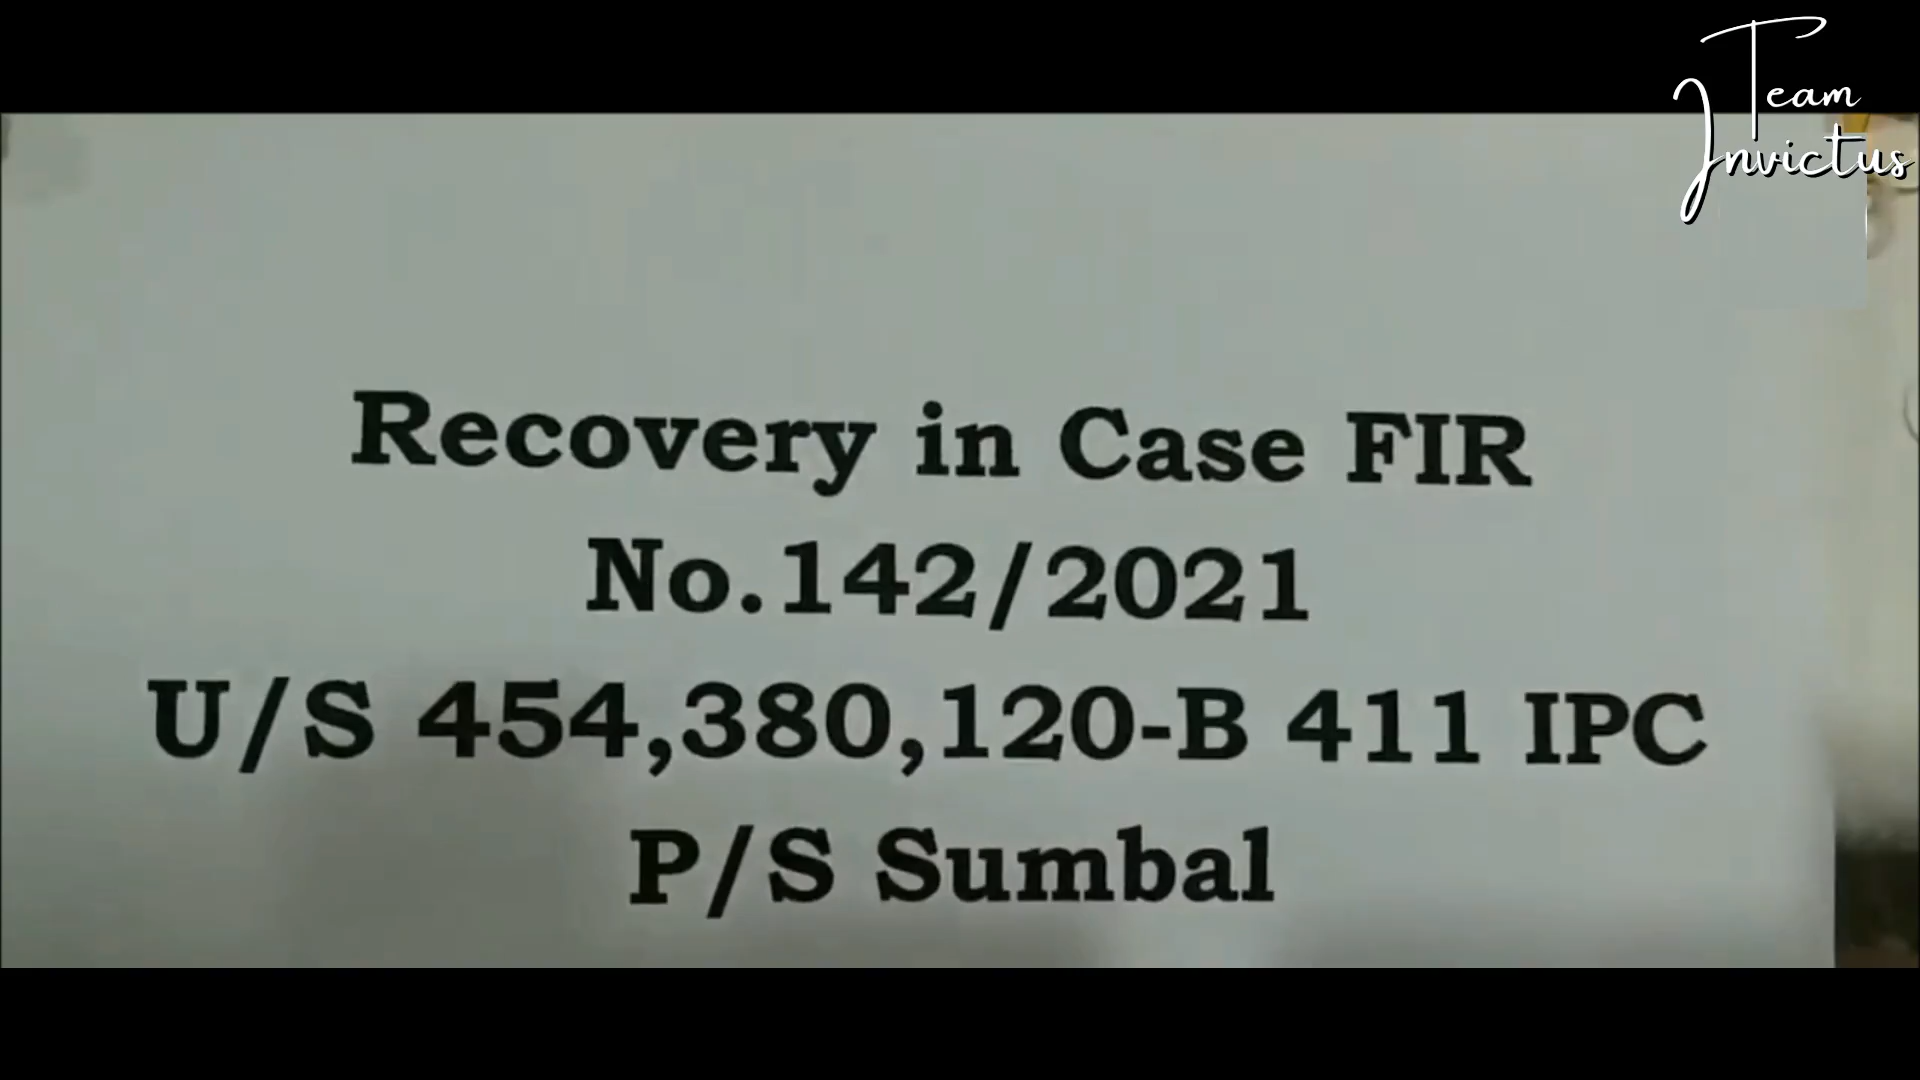 Team
Invictus
Recovery in Case FIR
No.142/2021
U/S 454,380,120-B 411 IPC
P/S Sumbal